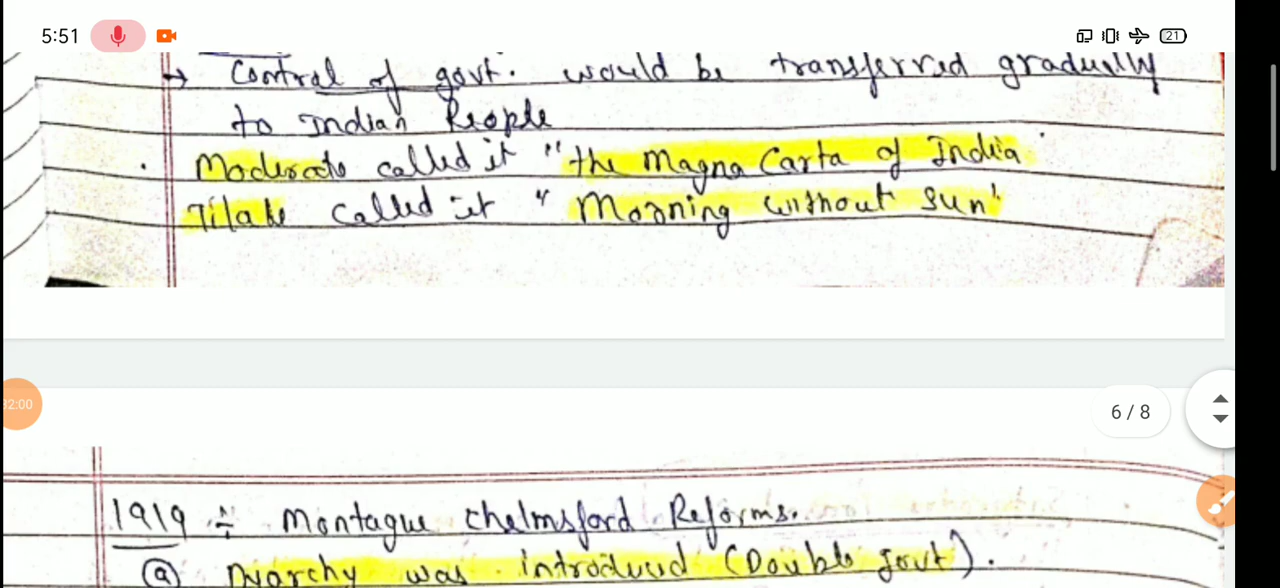 5:51
21
→ Control of govt. would be transferred gradually
to Indian People
· Moderate called it "the Magna Carta of India
Tilak called it "Morning without Sun"
32:00
6 / 8
1919 ÷ Montague Chelmsford Reforms.
(a) Dyarchy was introduced (Double govt).